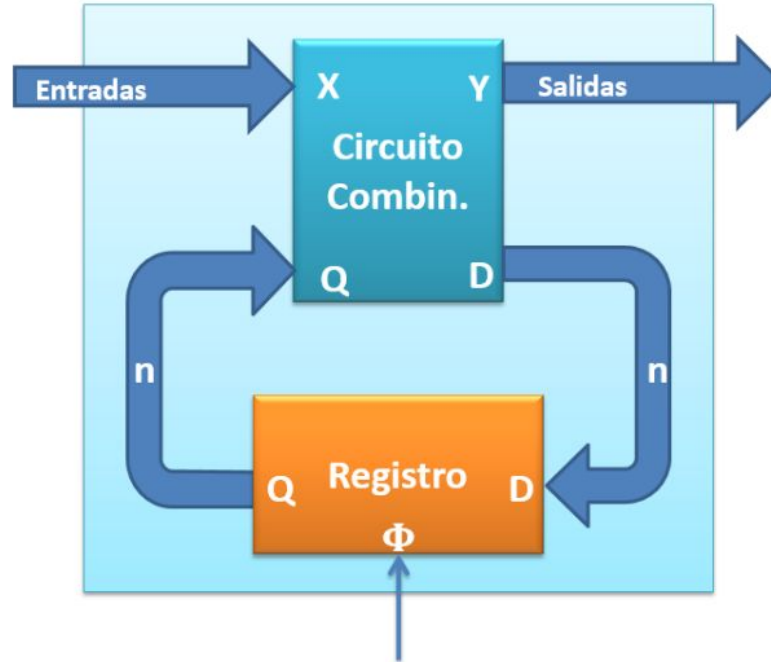 Entradas
X
Y
Salidas
Circuito
Combin.
Q
D
n
n
Q
Registro
D
Φ